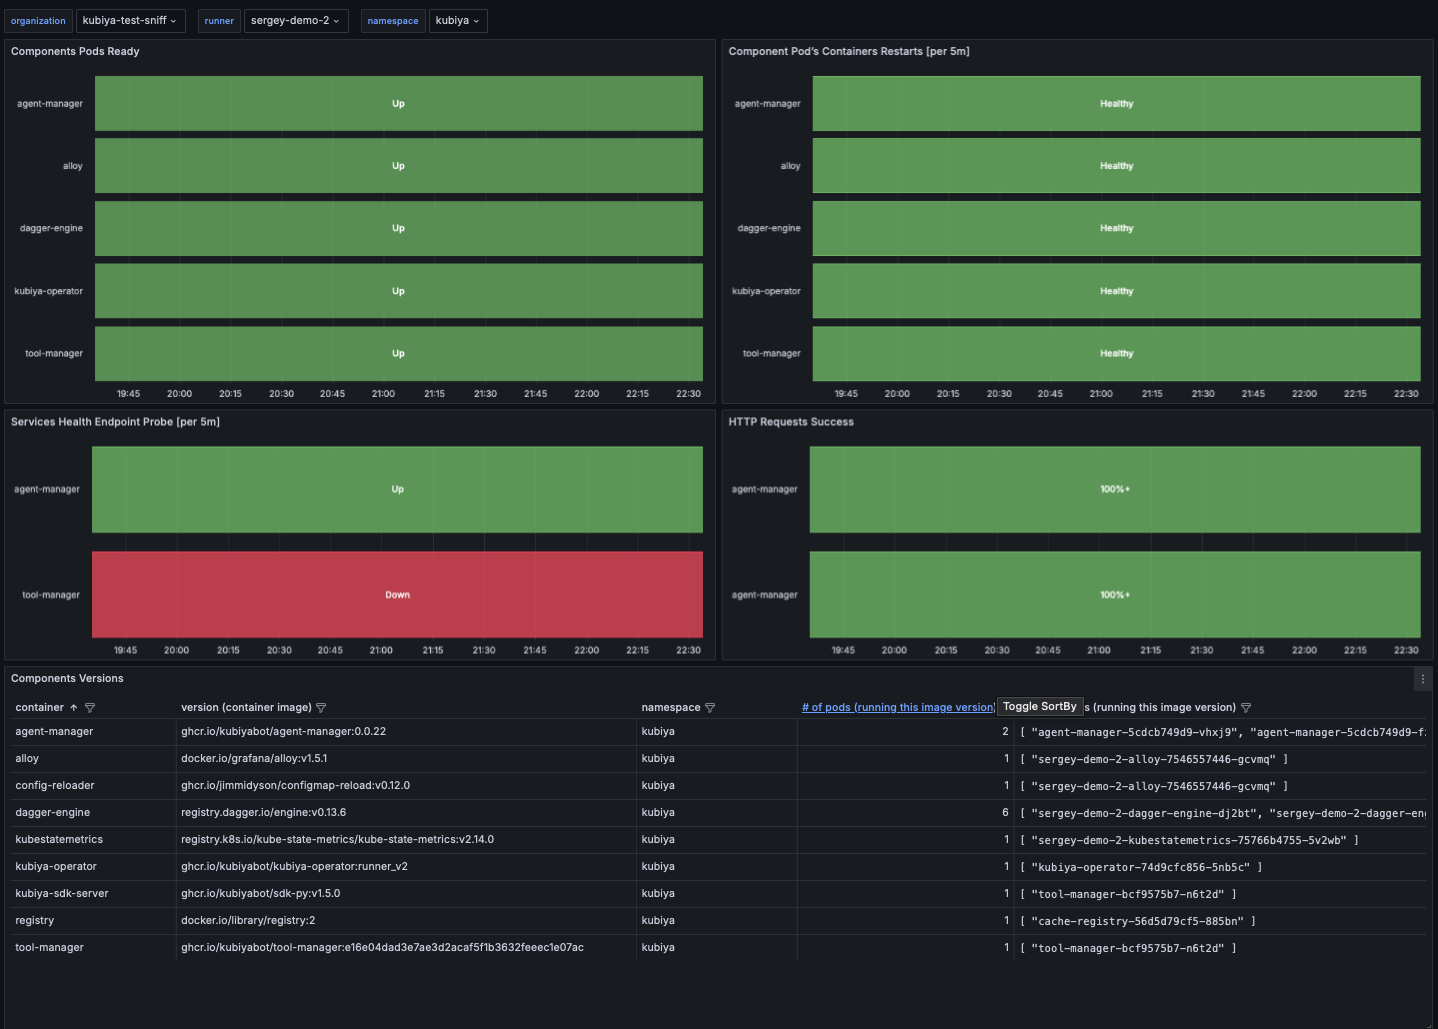 organization kubiya-test-sniff runner sergey-demo-2 namespace kubiya
Components Pods Ready
agent-manager Up
alloy Up
dagger-engine Up
kubiya-operator Up
tool-manager Up
19:45 20:00 20:15 20:30 20:45 21:00 21:15 21:30 21:45 22:00 22:15 22:30
Component Pod's Containers Restarts [per 5m]
agent-manager Healthy
alloy Healthy
dagger-engine Healthy
kubiya-operator Healthy
tool-manager Healthy
19:45 20:00 20:15 20:30 20:45 21:00 21:15 21:30 21:45 22:00 22:15 22:30
Services Health Endpoint Probe [per 5m]
agent-manager Up
tool-manager Down
19:45 20:00 20:15 20:30 20:45 21:00 21:15 21:30 21:45 22:00 22:15 22:30
HTTP Requests Success
agent-manager 100%+
agent-manager 100%+
19:45 20:00 20:15 20:30 20:45 21:00 21:15 21:30 21:45 22:00 22:15 22:30
Components Versions
container version (container image) namespace # of pods (running this image version) Toggle SortBy s (running this image version)
agent-manager ghcr.io/kubiyabot/agent-manager:0.0.22 kubiya 2 [ "agent-manager-5cdcb749d9-vhxj9", "agent-manager-5cdcb749d9-f
alloy docker.io/grafana/alloy:v1.5.1 kubiya 1 [ "sergey-demo-2-alloy-7546557446-gcvmq" ]
config-reloader ghcr.io/jimmidyson/configmap-reload:v0.12.0 kubiya 1 [ "sergey-demo-2-alloy-7546557446-gcvmq" ]
dagger-engine registry.dagger.io/engine:v0.13.6 kubiya 6 [ "sergey-demo-2-dagger-engine-dj2bt", "sergey-demo-2-dagger-en
kubestatemetrics registry.k8s.io/kube-state-metrics/kube-state-metrics:v2.14.0 kubiya 1 [ "sergey-demo-2-kubestatemetrics-75766b4755-5v2wb" ]
kubiya-operator ghcr.io/kubiyabot/kubiya-operator:runner_v2 kubiya 1 [ "kubiya-operator-74d9cfc856-5nb5c" ]
kubiya-sdk-server ghcr.io/kubiyabot/sdk-py:v1.5.0 kubiya 1 [ "tool-manager-bcf9575b7-n6t2d" ]
registry docker.io/library/registry:2 kubiya 1 [ "cache-registry-56d5d79cf5-885bn" ]
tool-manager ghcr.io/kubiyabot/tool-manager:e16e04dad3e7ae3d2acaf5f1b3632feeec1e07ac kubiya 1 [ "tool-manager-bcf9575b7-n6t2d" ]